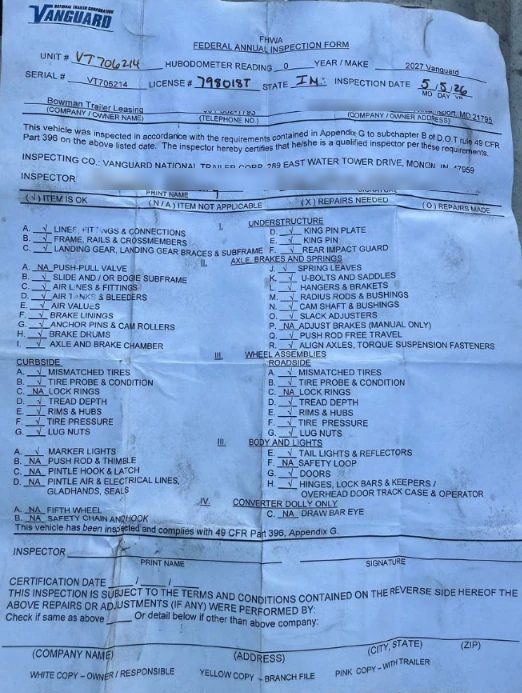 NATIONAL TRAILER CORPORATION
VANGUARD
FHWA
FEDERAL ANNUAL INSPECTION FORM
UNIT # VT706214 HUBODOMETER READING 0 YEAR / MAKE 2027 Vanguard
SERIAL # VT706214 LICENSE # 798018T STATE IN. INSPECTION DATE 5/5/26
MO DAY YR
Bowman Trailer Leasing MD 21795
(COMPANY / OWNER NAME) (TELEPHONE NO.) (COMPANY / OWNER ADDRESS)
This vehicle was inspected in accordance with the requirements contained in Appendix G to subchapter B of D.O.T rule 49 CFR
Part 396 on the above listed date. The inspector hereby certifies that he/she is a qualified inspector per these requirements.
INSPECTING CO.: VANGUARD NATIONAL TRAILER CORP. 289 EAST WATER TOWER DRIVE, MONON, IN. 47959
INSPECTOR
PRINT NAME SIGNATURE
(√) ITEM IS OK (N / A) ITEM NOT APPLICABLE (X) REPAIRS NEEDED (O) REPAIRS MADE
I. UNDERSTRUCTURE
A. √ LINES, FITTINGS & CONNECTIONS D. √ KING PIN PLATE
B. √ FRAME, RAILS & CROSSMEMBERS E. √ KING PIN
C. √ LANDING GEAR, LANDING GEAR BRACES & SUBFRAME F. √ REAR IMPACT GUARD
II. AXLE BRAKES AND SPRINGS
A. NA PUSH-PULL VALVE J. √ SPRING LEAVES
B. √ SLIDE AND / OR BOGIE SUBFRAME K. √ U-BOLTS AND SADDLES
C. √ AIR LINES & FITTINGS L. √ HANGERS & BRAKETS
D. √ AIR TANKS & BLEEDERS M. √ RADIUS RODS & BUSHINGS
E. √ AIR VALUES N. √ CAM SHAFT & BUSHINGS
F. √ BRAKE LININGS O. √ SLACK ADJUSTERS
G. √ ANCHOR PINS & CAM ROLLERS P. NA ADJUST BRAKES (MANUAL ONLY)
H. √ BRAKE DRUMS Q. √ PUSH ROD FREE TRAVEL
I. √ AXLE AND BRAKE CHAMBER R. √ ALIGN AXLES, TORQUE SUSPENSION FASTENERS
III. WHEEL ASSEMBLIES
CURBSIDE ROADSIDE
A. √ MISMATCHED TIRES A. √ MISMATCHED TIRES
B. √ TIRE PROBE & CONDITION B. √ TIRE PROBE & CONDITION
C. NA LOCK RINGS C. NA LOCK RINGS
D. √ TREAD DEPTH D. √ TREAD DEPTH
E. √ RIMS & HUBS E. √ RIMS & HUBS
F. √ TIRE PRESSURE F. √ TIRE PRESSURE
G. √ LUG NUTS G. √ LUG NUTS
III. BODY AND LIGHTS
A. √ MARKER LIGHTS E. √ TAIL LIGHTS & REFLECTORS
B. NA PUSH ROD & THIMBLE F. NA SAFETY LOOP
C. NA PINTLE HOOK & LATCH G. √ DOORS
D. NA PINTLE AIR & ELECTRICAL LINES, H. √ HINGES, LOCK BARS & KEEPERS /
GLADHANDS, SEALS OVERHEAD DOOR TRACK CASE & OPERATOR
IV. CONVERTER DOLLY ONLY
A. NA FIFTH WHEEL C. NA DRAW BAR EYE
B. NA SAFETY CHAIN AND HOOK
This vehicle has been inspected and complies with 49 CFR Part 396, Appendix G.
INSPECTOR
PRINT NAME SIGNATURE
CERTIFICATION DATE / /
THIS INSPECTION IS SUBJECT TO THE TERMS AND CONDITIONS CONTAINED ON THE REVERSE SIDE HEREOF THE
ABOVE REPAIRS OR ADJUSTMENTS (IF ANY) WERE PERFORMED BY:
Check if same as above Or detail below if other than above company:
(COMPANY NAME) (ADDRESS) (CITY, STATE) (ZIP)
WHITE COPY - OWNER / RESPONSIBLE YELLOW COPY - BRANCH FILE PINK COPY - WITH TRAILER